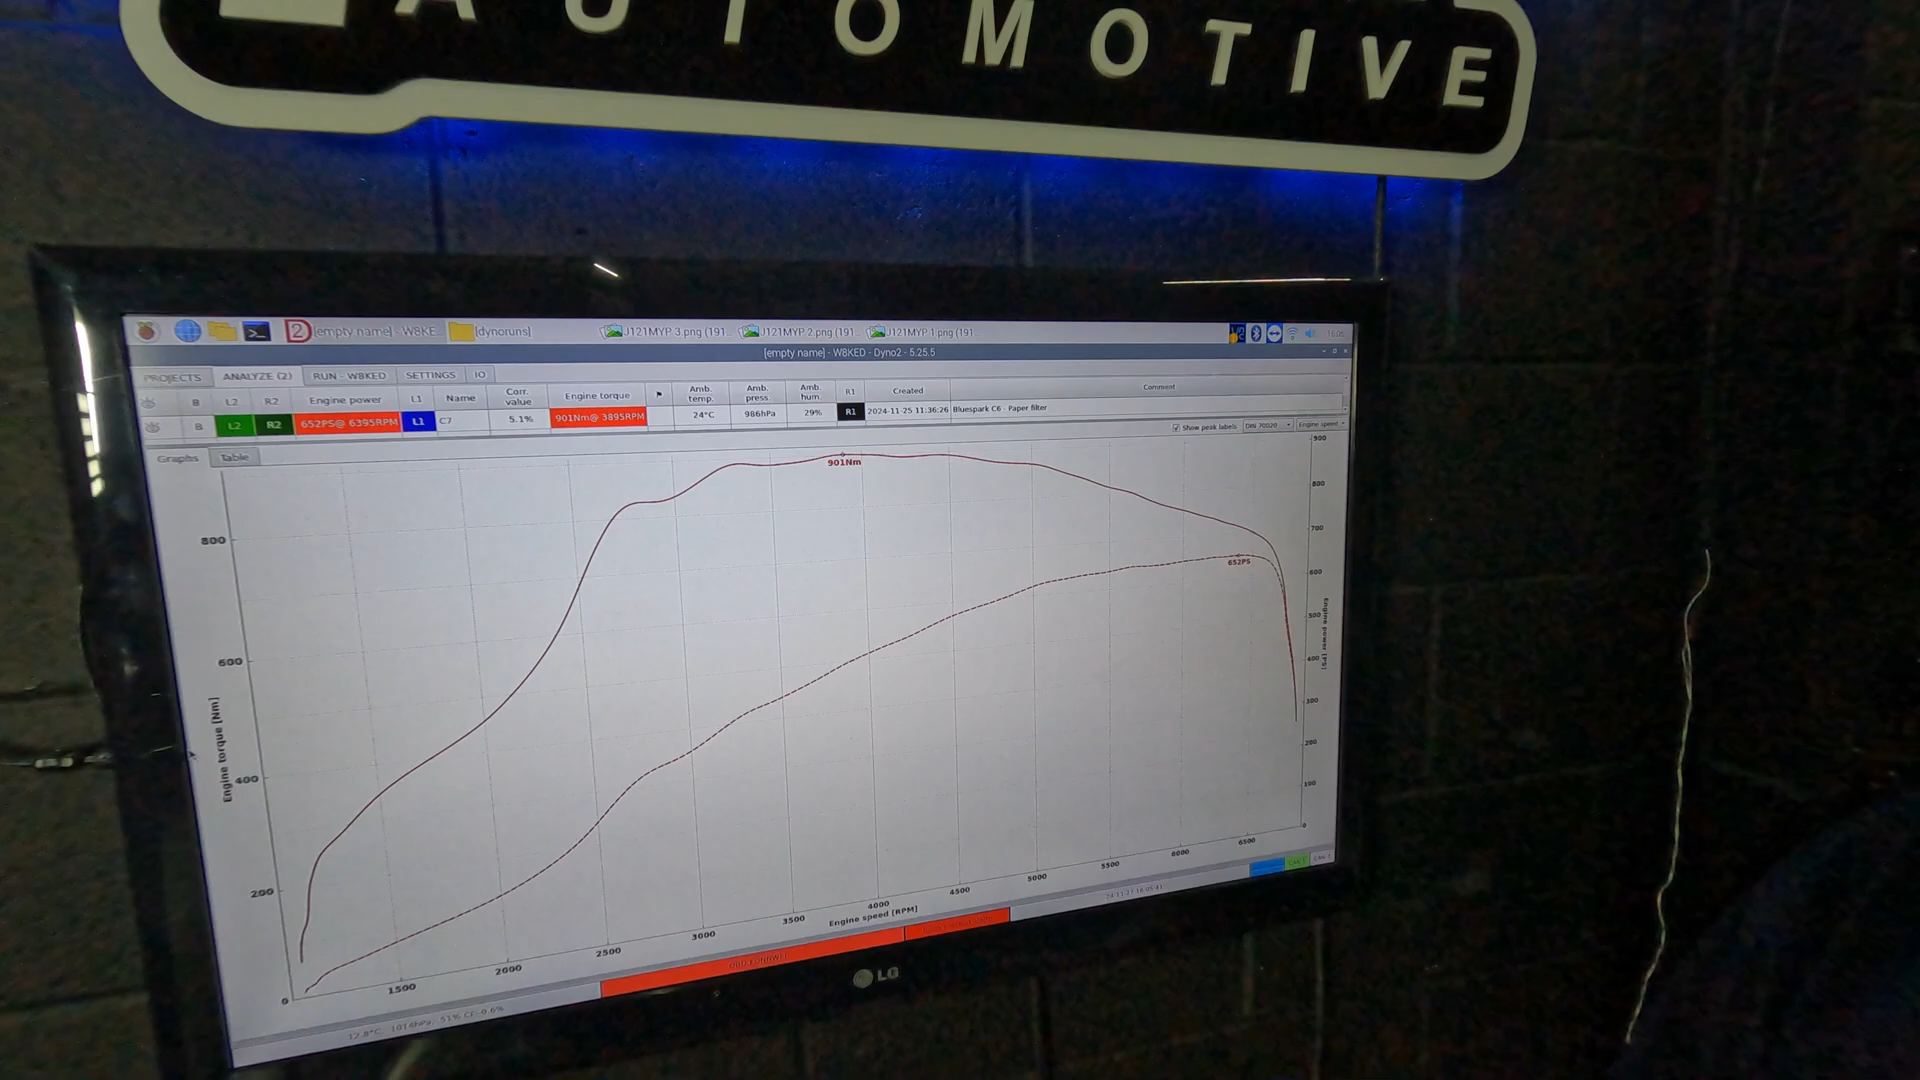 AUTOMOTIVE
[empty name] - W8KE...
[dynoruns]
J121MYP 3.png (191...
J121MYP 2.png (191...
J121MYP 1.png (191...
16:05
[empty name] - W8KED - Dyno2 - 5.25.5
PROJECTS ANALYZE (2) RUN - W8KED SETTINGS IO
B L2 R2 Engine power L1 Name Corr. value Engine torque Amb. temp. Amb. press. Amb. hum. R1 Created Comment
B L2 R2 652PS@ 6395RPM L1 C7 5.1% 901Nm@ 3895RPM 24°C 986hPa 29% R1 2024-11-25 11:36:26 Bluespark C6 - Paper filter
Show peak labels DIN 70020 Engine speed
Graphs Table
901Nm
652PS
Engine torque [Nm]
800
600
400
200
0
900
800
700
600
500
400
300
200
100
0
Engine power [PS]
1500 2000 2500 3000 3500 4000 4500 5000 5500 6000 6500
Engine speed [RPM]
LG